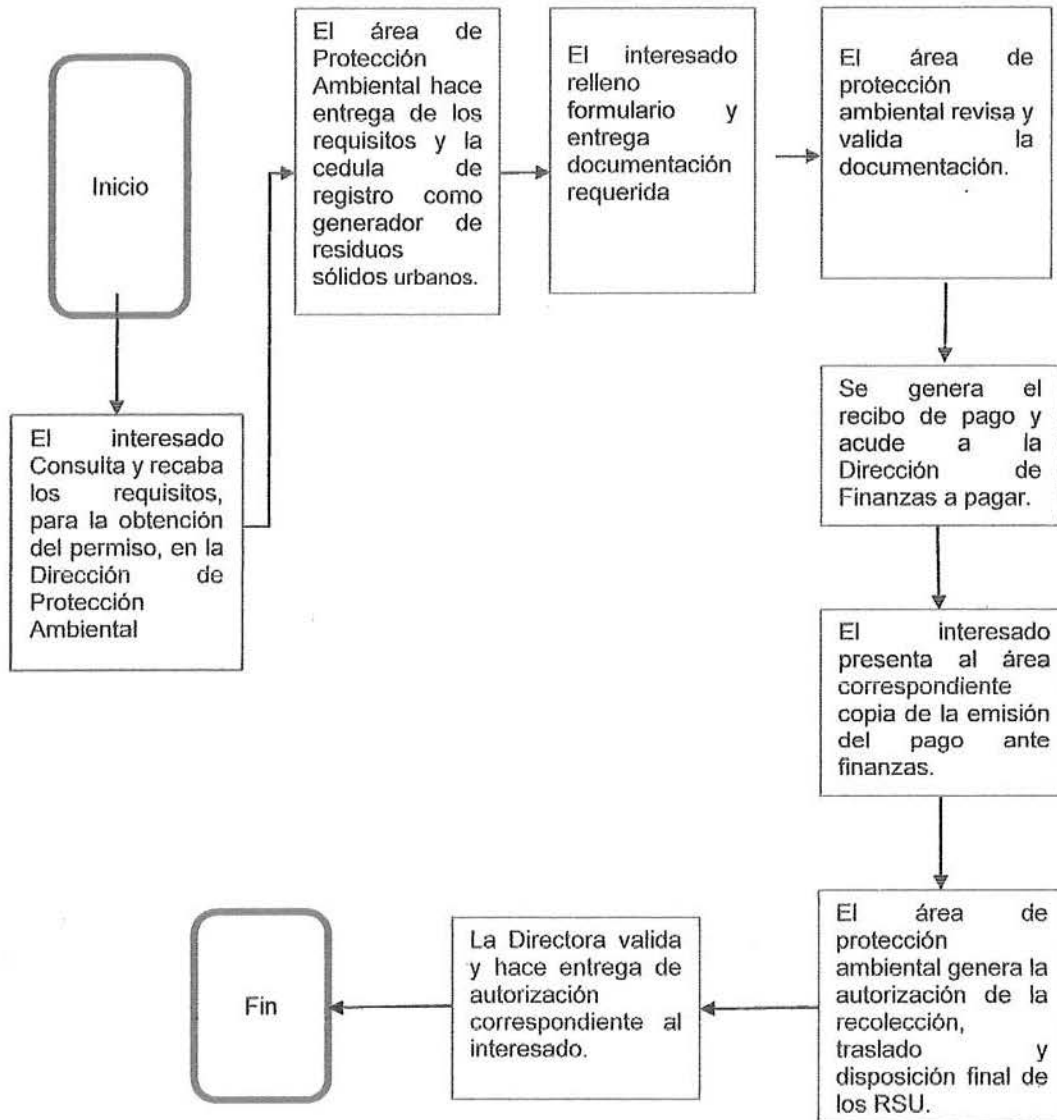 Inicio
El interesado
Consulta y recaba
los requisitos,
para la obtención
del permiso, en la
Dirección de
Protección
Ambiental
El área de
Protección
Ambiental hace
entrega de los
requisitos y la
cedula de
registro como
generador de
residuos
sólidos urbanos.
El interesado
relleno
formulario y
entrega
documentación
requerida
El área de
protección
ambiental revisa y
valida la
documentación.
Se genera el
recibo de pago y
acude a la
Dirección de
Finanzas a pagar.
El interesado
presenta al área
correspondiente
copia de la emisión
del pago ante
finanzas.
El área de
protección
ambiental genera la
autorización de la
recolección,
traslado y
disposición final de
los RSU.
La Directora valida
y hace entrega de
autorización
correspondiente al
interesado.
Fin